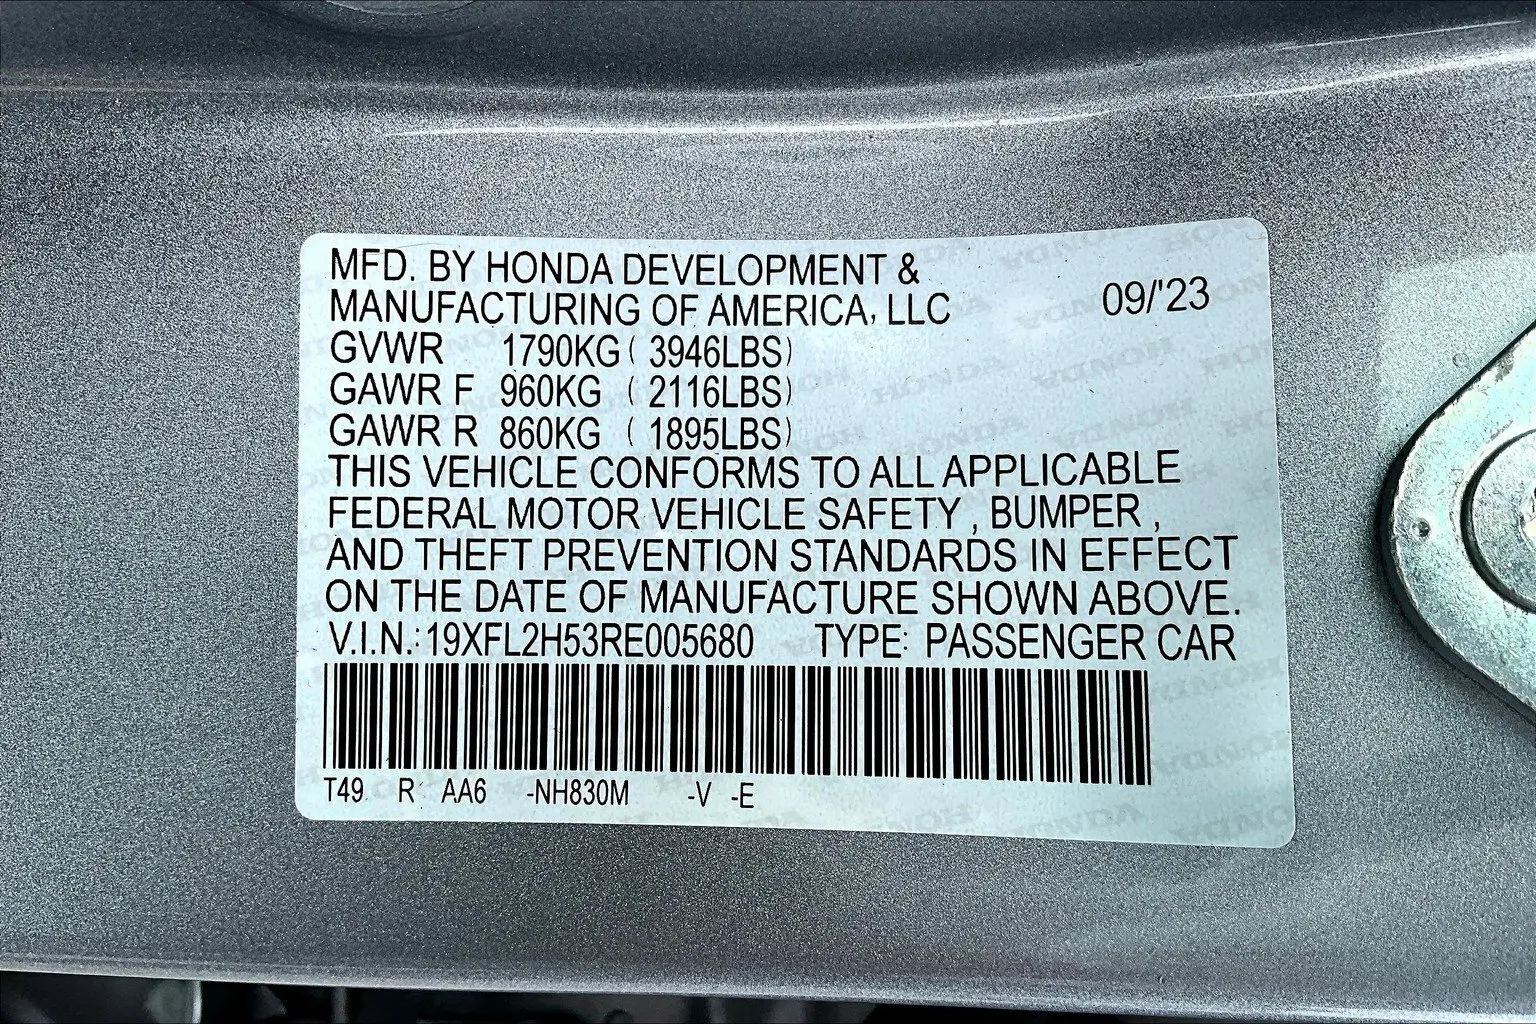 MFD. BY HONDA DEVELOPMENT &
MANUFACTURING OF AMERICA, LLC 09/'23
GVWR 1790KG ( 3946LBS)
GAWR F 960KG ( 2116LBS)
GAWR R 860KG ( 1895LBS)
THIS VEHICLE CONFORMS TO ALL APPLICABLE
FEDERAL MOTOR VEHICLE SAFETY , BUMPER ,
AND THEFT PREVENTION STANDARDS IN EFFECT
ON THE DATE OF MANUFACTURE SHOWN ABOVE.
V.I.N.: 19XFL2H53RE005680 TYPE: PASSENGER CAR
T49 R AA6 -NH830M -V -E